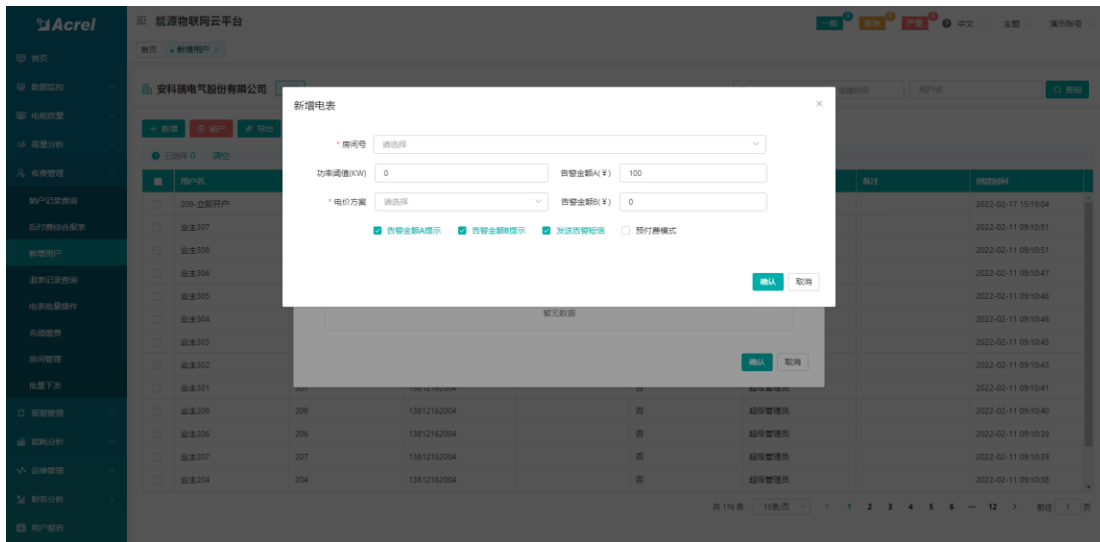 Acrel
能源物联网云平台
一般 0 紧急 0 严重 0 中文 主题 演示账号
首页 新增用户
首页
数据监控
电能质量
需量分析
收费管理
销户记录查询
后付费综合报表
新增用户
退表记录查询
电表批量操作
充值缴费
房间管理
批量下发
报警管理
能耗分析
运维管理
财务分析
用户报告
安科瑞电气股份有限公司
用户名 查询
新增 销户 导出
已选择 0 清空
用户名 备注 创建时间
209-立即开户 2022-02-17 15:19:04
业主307 2022-02-11 09:10:51
业主308 2022-02-11 09:10:51
业主306 2022-02-11 09:10:47
业主305 2022-02-11 09:10:46
业主304 2022-02-11 09:10:46
业主303 2022-02-11 09:10:45
业主302 2022-02-11 09:10:43
业主301 301 13812162004 否 超级管理员 2022-02-11 09:10:41
业主208 208 13812162004 否 超级管理员 2022-02-11 09:10:40
业主206 206 13812162004 否 超级管理员 2022-02-11 09:10:39
业主207 207 13812162004 否 超级管理员 2022-02-11 09:10:39
业主204 204 13812162004 否 超级管理员 2022-02-11 09:10:38
共 176 条 15条/页 1 2 3 4 5 6 ... 12 前往 1 页
新增电表
* 房间号 请选择
功率阈值(KW) 0 告警金额A(¥) 100
* 电价方案 请选择 告警金额B(¥) 0
告警金额A提示 告警金额B提示 发送告警短信 预付费模式
确认 取消
暂无数据
确认 取消